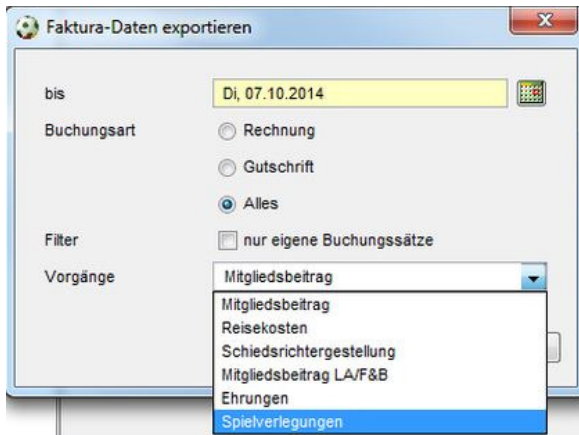 Faktura-Daten exportieren
bis Di, 07.10.2014
Buchungsart Rechnung
Gutschrift
Alles
Filter nur eigene Buchungssätze
Vorgänge Mitgliedsbeitrag
Mitgliedsbeitrag
Reisekosten
Schiedsrichtergestellung
Mitgliedsbeitrag LA/F&B
Ehrungen
Spielverlegungen